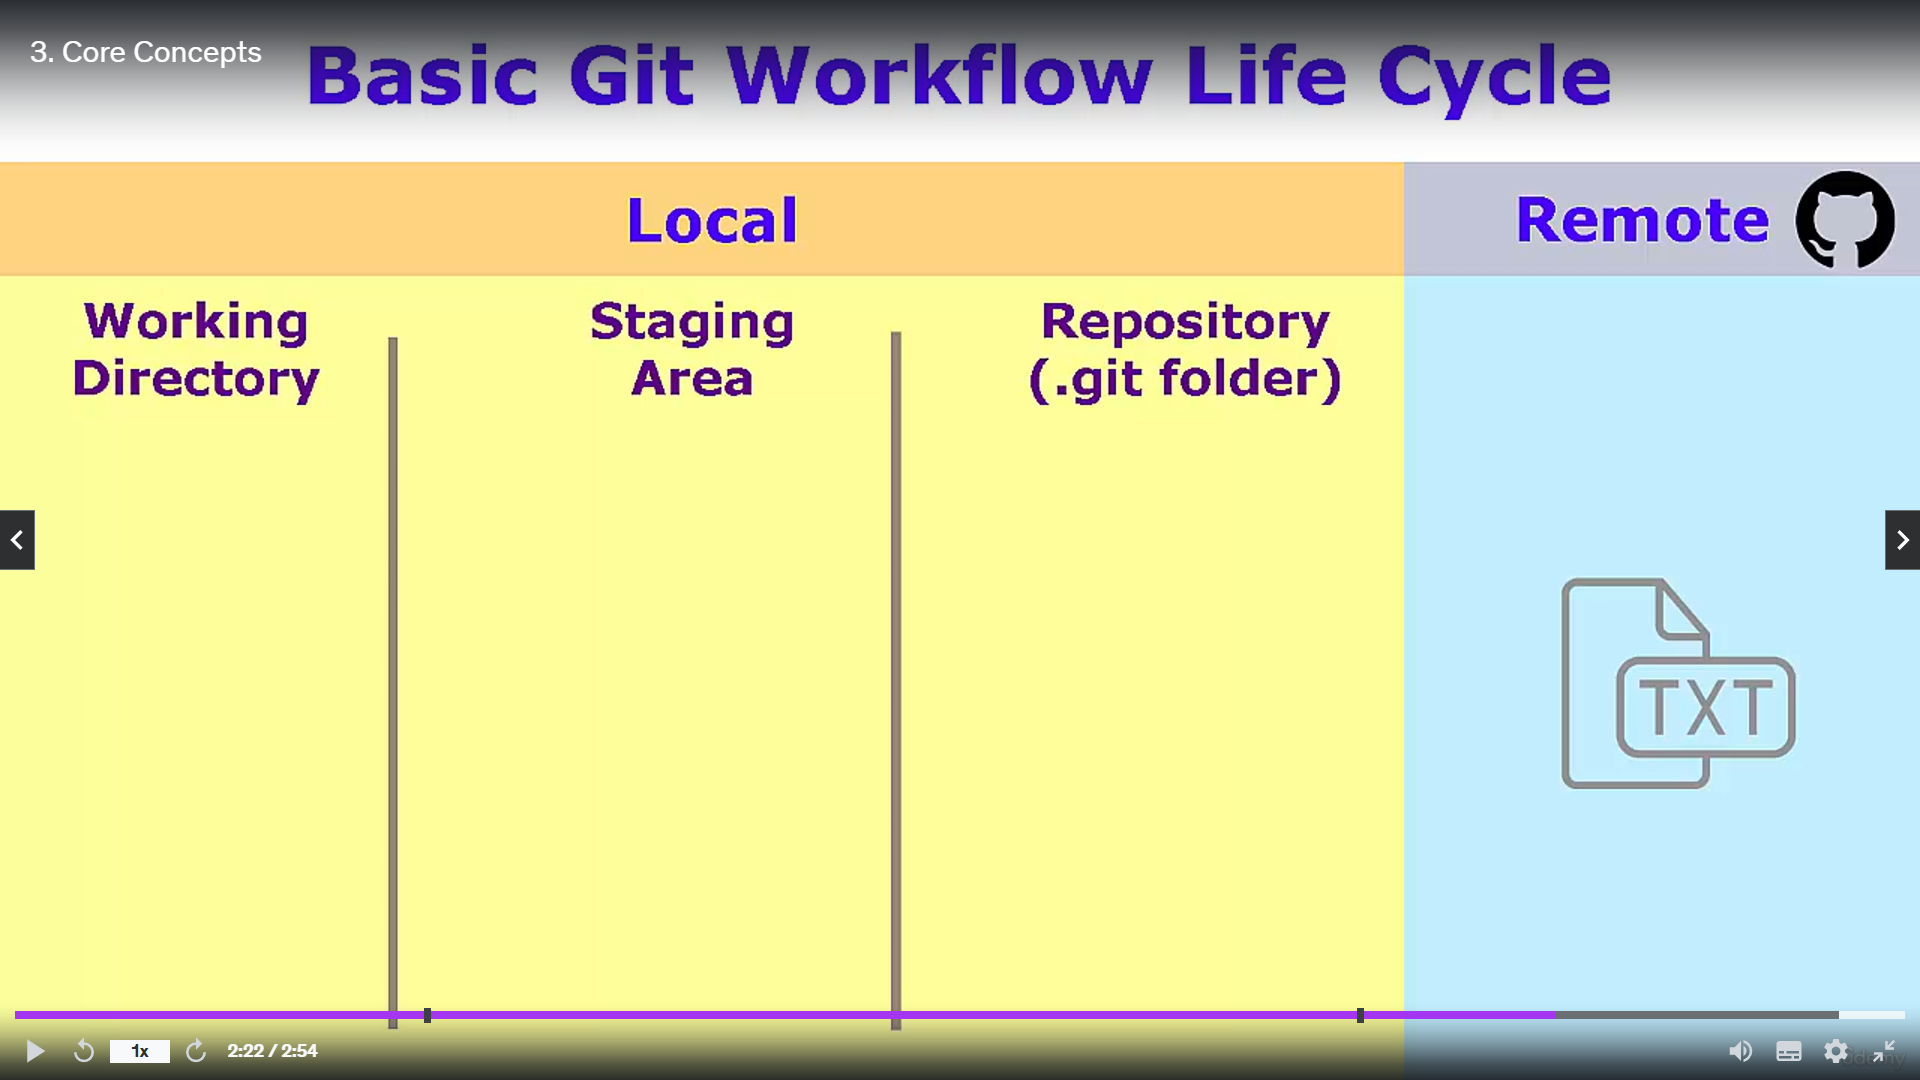 3. Core Concepts
Basic Git Workflow Life Cycle
Local
Remote
Working
Directory
Staging
Area
Repository
(.git folder)
TXT
1x
2:22 / 2:54